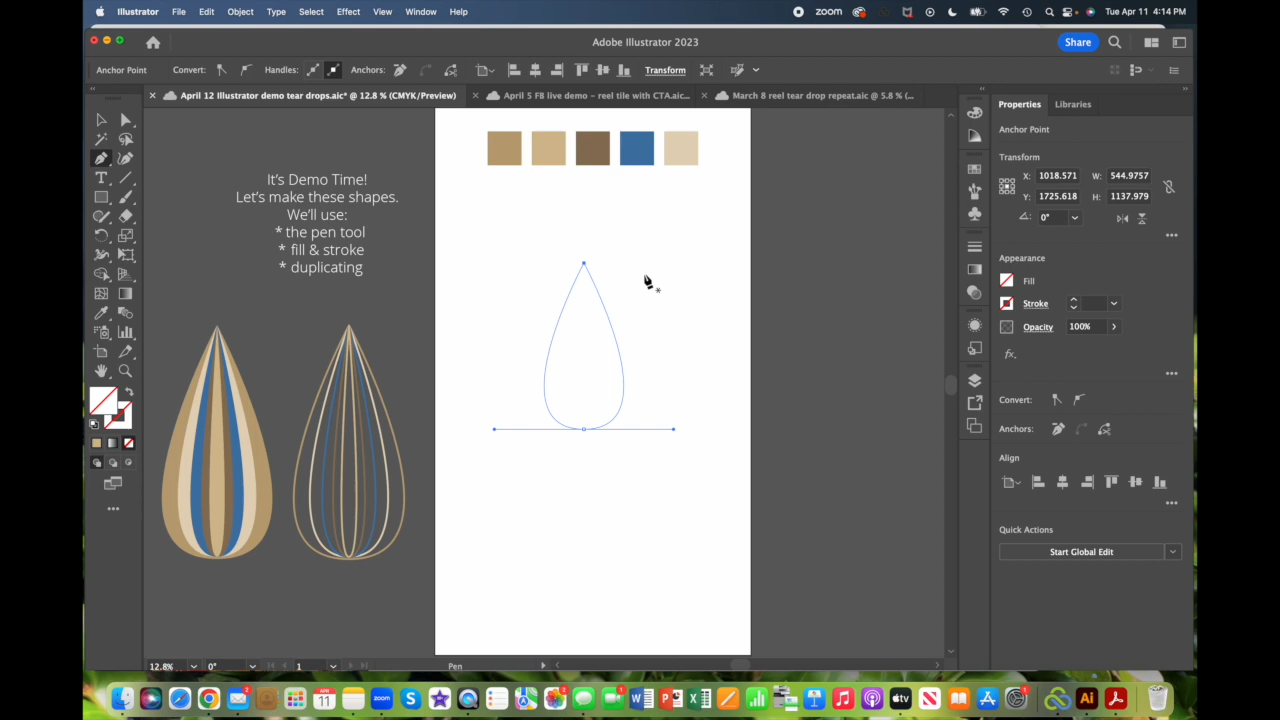 Illustrator File Edit Object Type Select Effect View Window Help
zoom
Tue Apr 11 4:14 PM
Adobe Illustrator 2023
Share
Anchor Point
Convert:
Handles:
Anchors:
Transform
April 12 Illustrator demo tear drops.aic* @ 12.8 % (CMYK/Preview)
April 5 FB live demo – reel tile with CTA.aic...
March 8 reel tear drop repeat.aic @ 5.8 % (...
Properties
Libraries
Anchor Point
Transform
X: 1018.571
W: 544.9757
Y: 1725.618
H: 1137.979
0°
Appearance
Fill
Stroke
Opacity
100%
fx.
Convert:
Anchors:
Align
Quick Actions
Start Global Edit
It's Demo Time!
Let's make these shapes.
We'll use:
* the pen tool
* fill & stroke
* duplicating
12.8%
0°
1
Pen